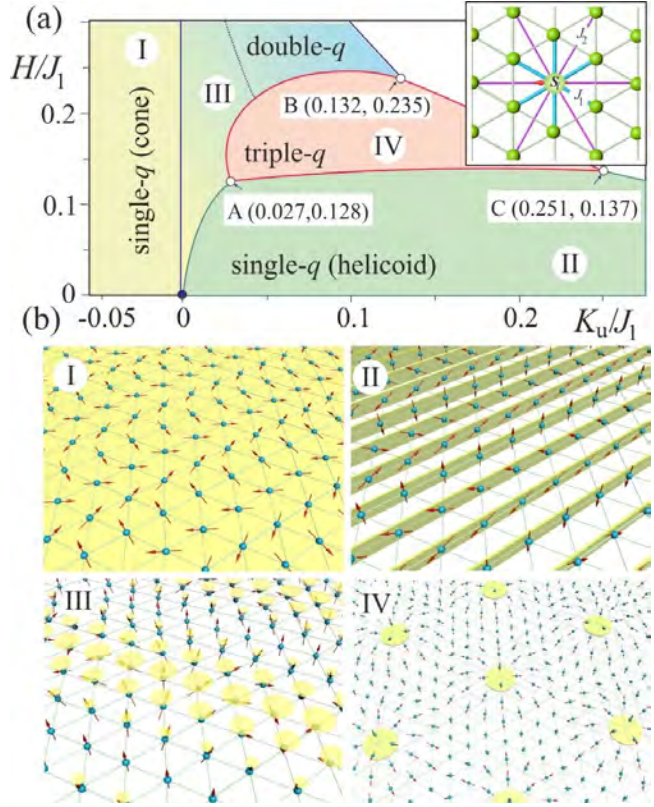 (a)
H/J₁
I
double-q
J₂
S
J₁
III
0.2
B (0.132, 0.235)
IV
triple-q
single-q (cone)
0.1
A (0.027,0.128)
C (0.251, 0.137)
single-q (helicoid)
II
0
-0.05
0
0.1
0.2
Kᵤ/J₁
(b)
I
II
III
IV